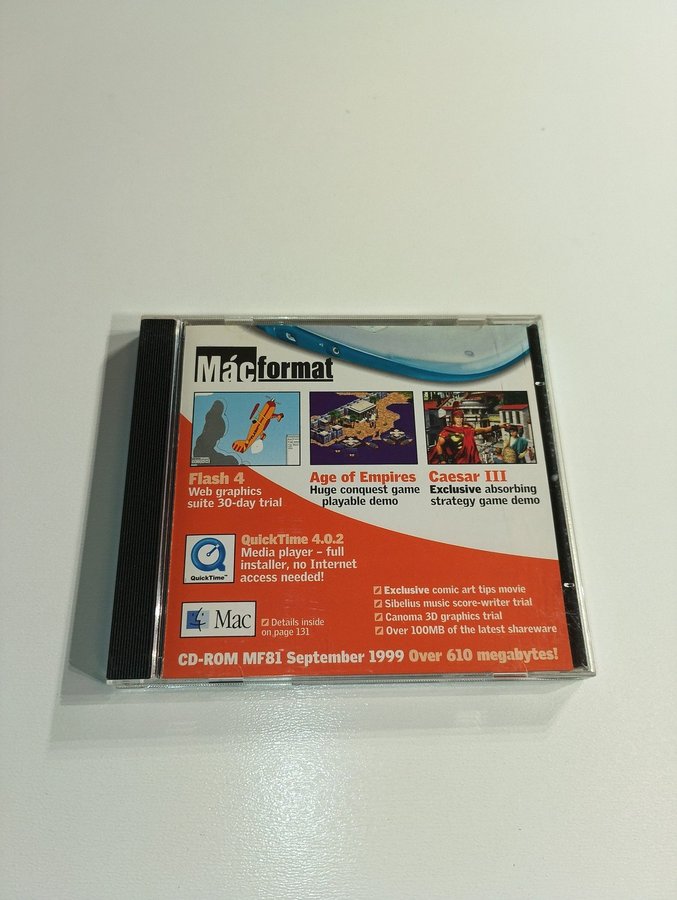 Mácformat
Flash 4
Web graphics
suite 30-day trial
Age of Empires
Huge conquest game
playable demo
Caesar III
Exclusive absorbing
strategy game demo
QuickTime™
QuickTime 4.0.2
Media player – full
installer, no Internet
access needed!
Mac
Details inside
on page 131
Exclusive comic art tips movie
Sibelius music score-writer trial
Canoma 3D graphics trial
Over 100MB of the latest shareware
CD-ROM MF81 September 1999 Over 610 megabytes!